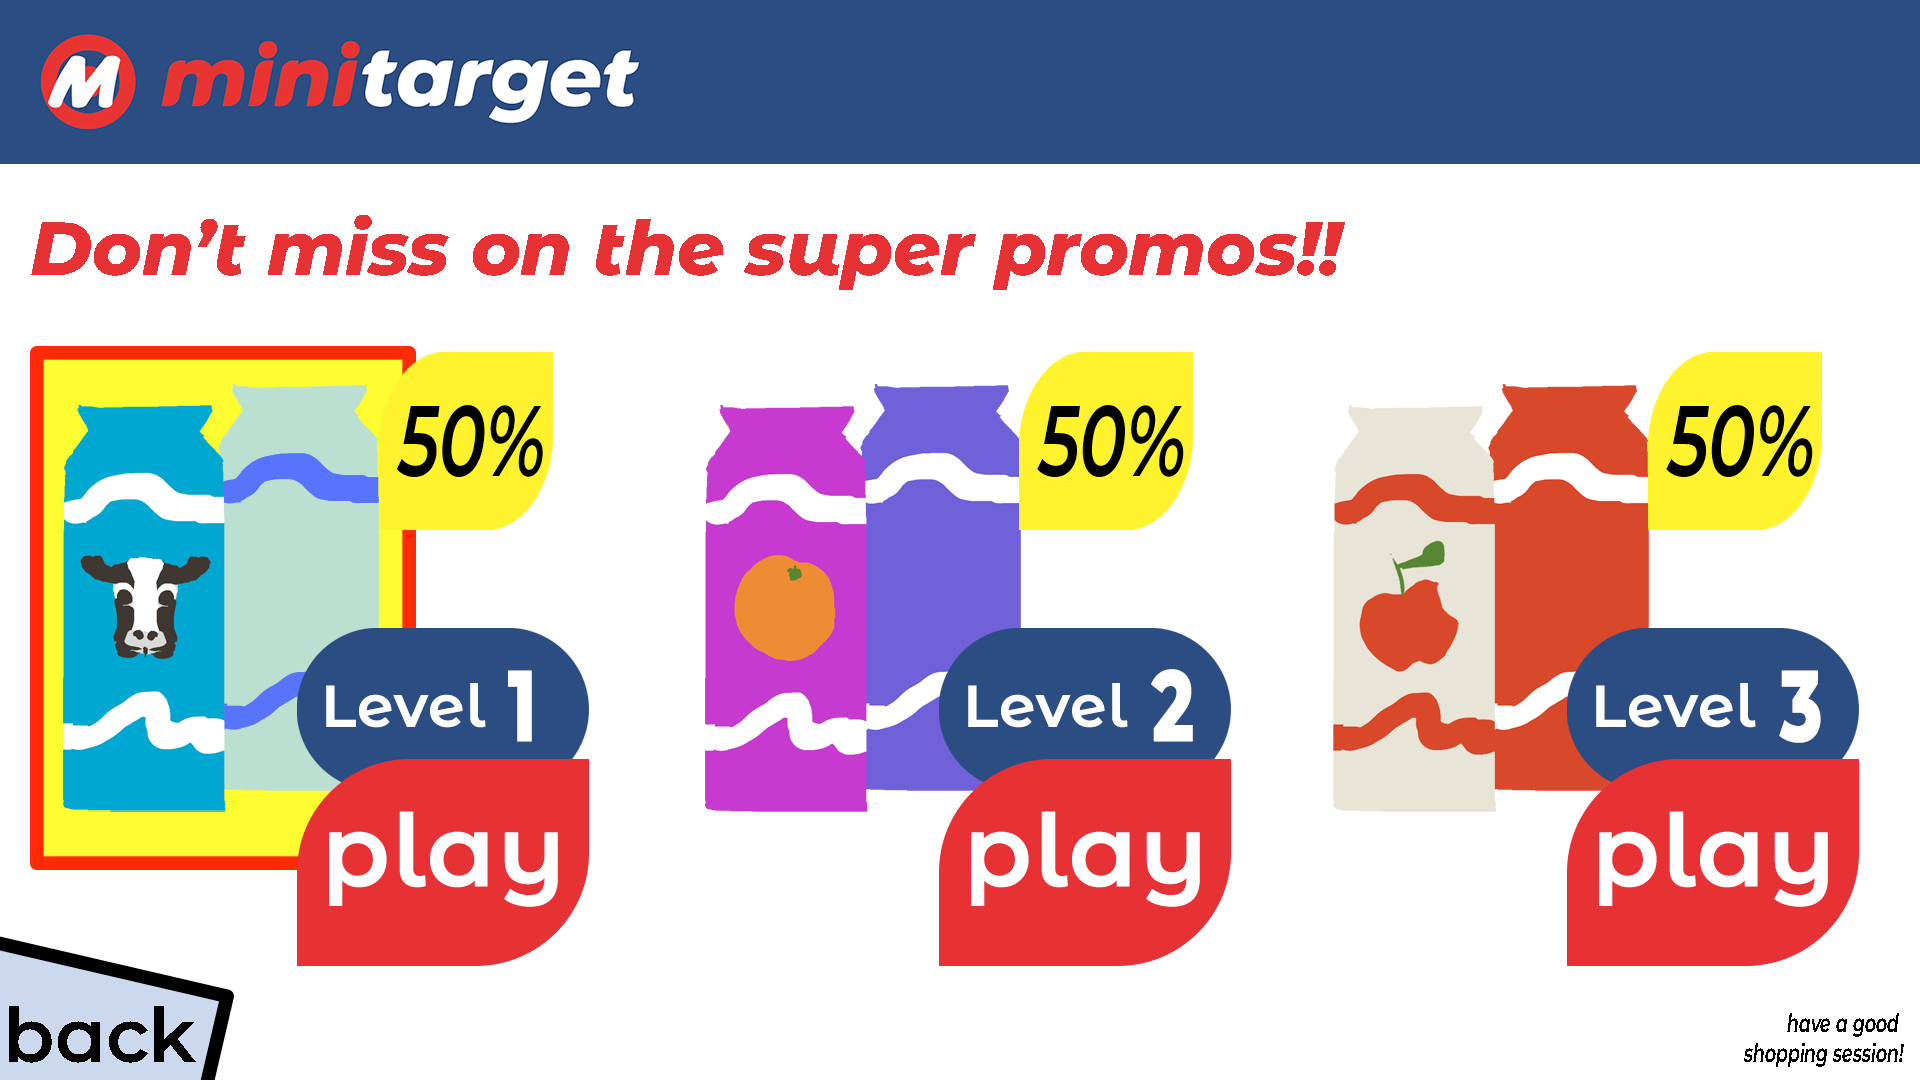 M minitarget
Don't miss on the super promos!!
50%
50%
50%
Level 1
Level 2
Level 3
play
play
play
back
have a good
shopping session!